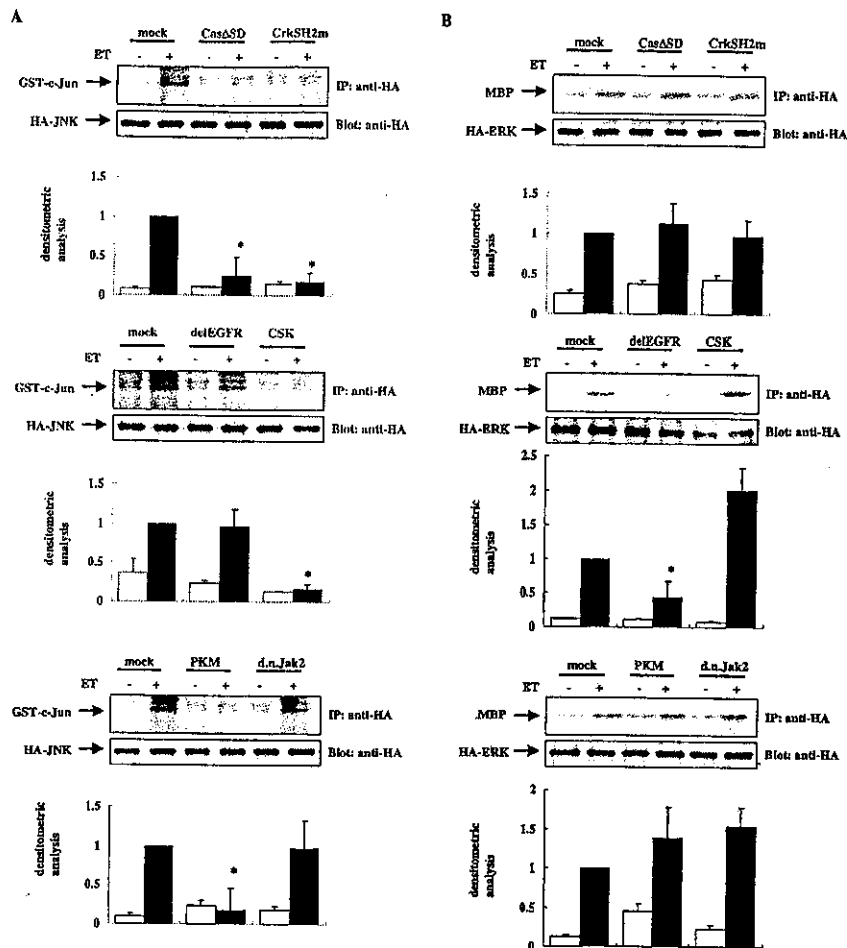 A
mock CasΔSD CrkSH2m
ET - + - + - +
GST-c-Jun IP: anti-HA
HA-JNK Blot: anti-HA
densitometric analysis
1.5
1
0.5
0
* *
mock delEGFR CSK
ET - + - + - +
GST-c-Jun IP: anti-HA
HA-JNK Blot: anti-HA
densitometric analysis
1.5
1
0.5
0
*
mock PKM d.n.Jak2
ET - + - + - +
GST-c-Jun IP: anti-HA
HA-JNK Blot: anti-HA
densitometric analysis
1.5
1
0.5
0
*
B
mock CasΔSD CrkSH2m
ET - + - + - +
MBP IP: anti-HA
HA-ERK Blot: anti-HA
densitometric analysis
1.5
1
0.5
0
mock delEGFR CSK
ET - + - + - +
MBP IP: anti-HA
HA-ERK Blot: anti-HA
densitometric analysis
2
1.5
1
0.5
0
*
mock PKM d.n.Jak2
ET - + - + - +
MBP IP: anti-HA
HA-ERK Blot: anti-HA
densitometric analysis
2
1.5
1
0.5
0